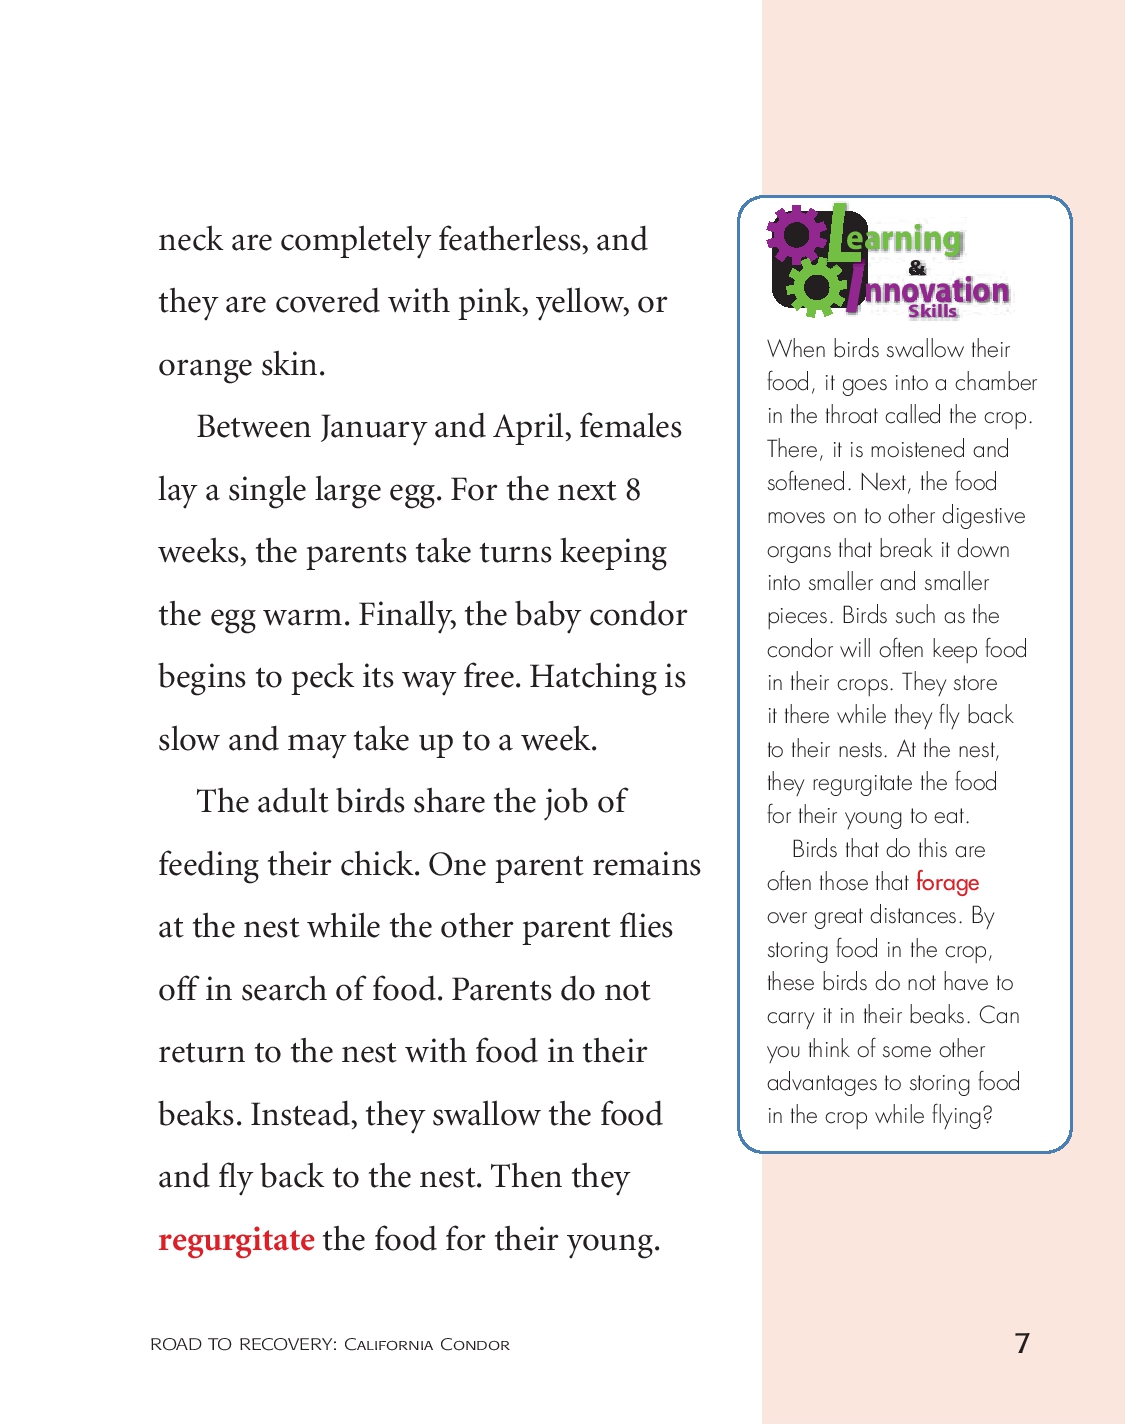 neck are completely featherless, and
they are covered with pink, yellow, or
orange skin.
Between January and April, females
lay a single large egg. For the next 8
weeks, the parents take turns keeping
the egg warm. Finally, the baby condor
begins to peck its way free. Hatching is
slow and may take up to a week.
The adult birds share the job of
feeding their chick. One parent remains
at the nest while the other parent flies
off in search of food. Parents do not
return to the nest with food in their
beaks. Instead, they swallow the food
and fly back to the nest. Then they
regurgitate the food for their young.
Learning
&
Innovation
Skills
When birds swallow their
food, it goes into a chamber
in the throat called the crop.
There, it is moistened and
softened. Next, the food
moves on to other digestive
organs that break it down
into smaller and smaller
pieces. Birds such as the
condor will often keep food
in their crops. They store
it there while they fly back
to their nests. At the nest,
they regurgitate the food
for their young to eat.
Birds that do this are
often those that forage
over great distances. By
storing food in the crop,
these birds do not have to
carry it in their beaks. Can
you think of some other
advantages to storing food
in the crop while flying?
ROAD TO RECOVERY: California Condor
7